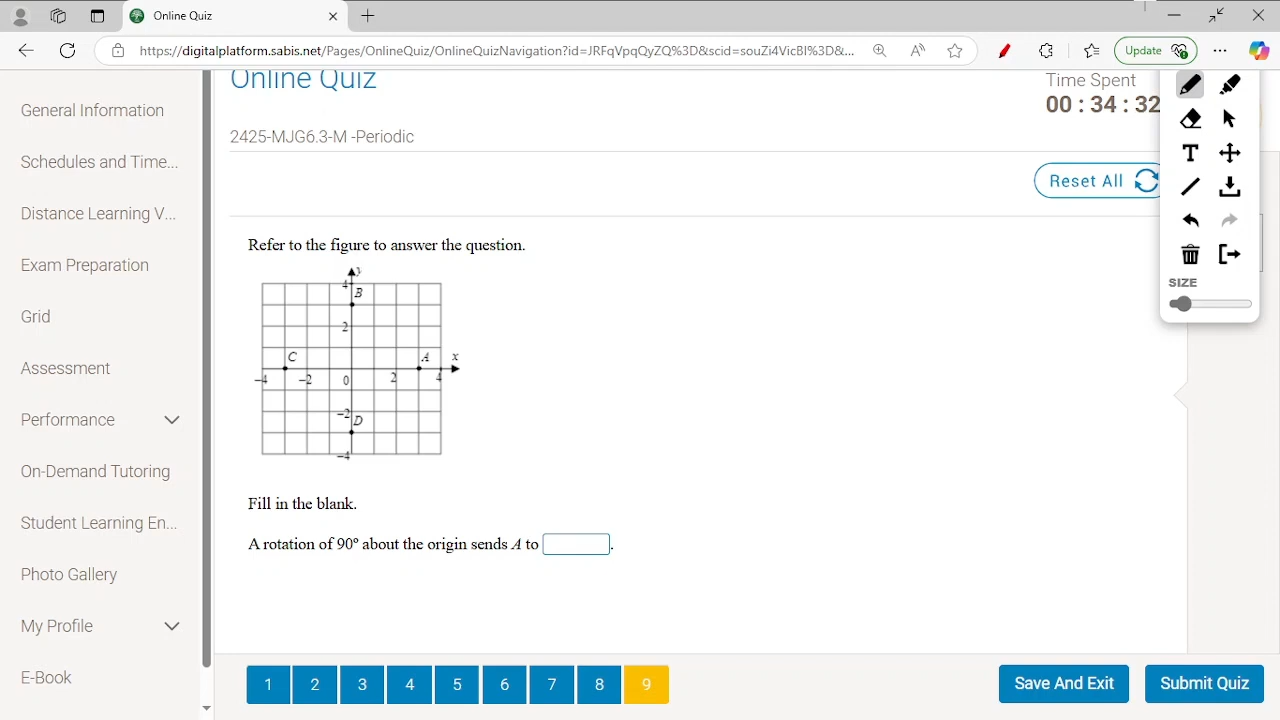 Online Quiz
https://digitalplatform.sabis.net/Pages/OnlineQuiz/OnlineQuizNavigation?id=JRFqVpqQyZQ%3D&scid=souZi4VicBI%3D&...
Update
General Information
Schedules and Time...
Distance Learning V...
Exam Preparation
Grid
Assessment
Performance
On-Demand Tutoring
Student Learning En...
Photo Gallery
My Profile
E-Book
Online Quiz
Time Spent
00 : 34 : 32
2425-MJG6.3-M -Periodic
Reset All
T
SIZE
Refer to the figure to answer the question.
y
4
B
2
C
A
x
-4
-2
0
2
4
-2
D
-4
Fill in the blank.
A rotation of 90º about the origin sends A to .
1 2 3 4 5 6 7 8 9
Save And Exit
Submit Quiz